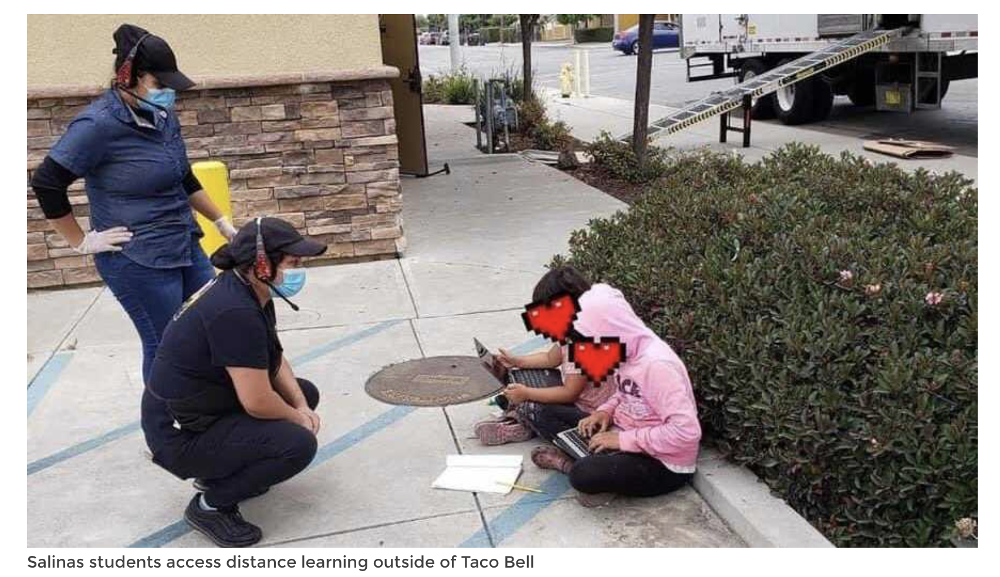 Salinas students access distance learning outside of Taco Bell